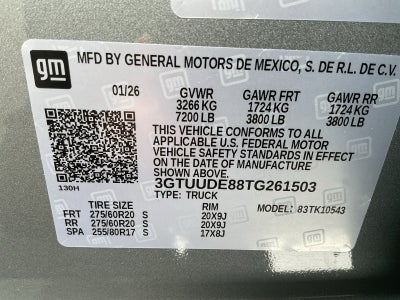 gm MFD BY GENERAL MOTORS DE MEXICO, S. DE R.L. DE C.V.
01/26 GVWR GAWR FRT GAWR RR
3266 KG 1724 KG 1724 KG
7200 LB 3800 LB 3800 LB
THIS VEHICLE CONFORMS TO ALL
APPLICABLE U.S. FEDERAL MOTOR
VEHICLE SAFETY STANDARDS IN EFFECT
ON THE DATE OF MANUFACTURE
SHOWN ABOVE.
3GTUUDE88TG261503
130H TYPE: TRUCK MODEL: 83TK10543
TIRE SIZE RIM
FRT 275/60R20 S 20X9J
RR 275/60R20 S 20X9J
SPA 255/80R17 S 17X8J